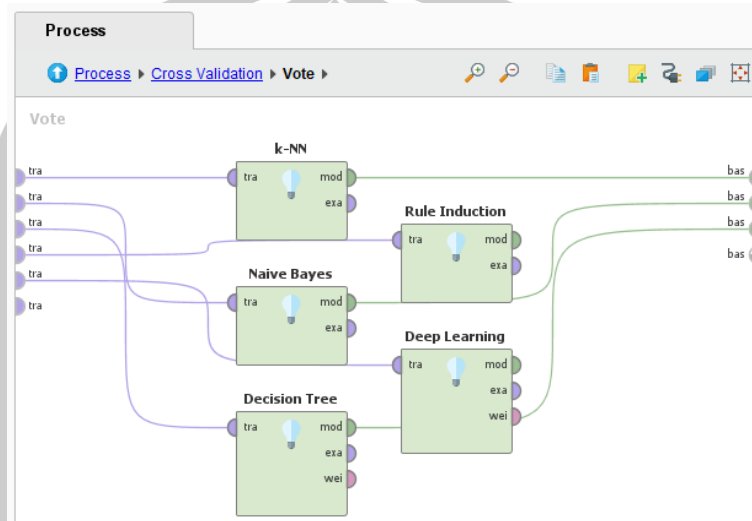 Process
Process ▸ Cross Validation ▸ Vote ▸
Vote
k-NN
tra
tra
mod
bas
tra
exa
bas
tra
Rule Induction
bas
tra
tra
mod
bas
exa
tra
Naive Bayes
tra
tra
mod
exa
Deep Learning
tra
mod
exa
Decision Tree
wei
tra
mod
exa
wei